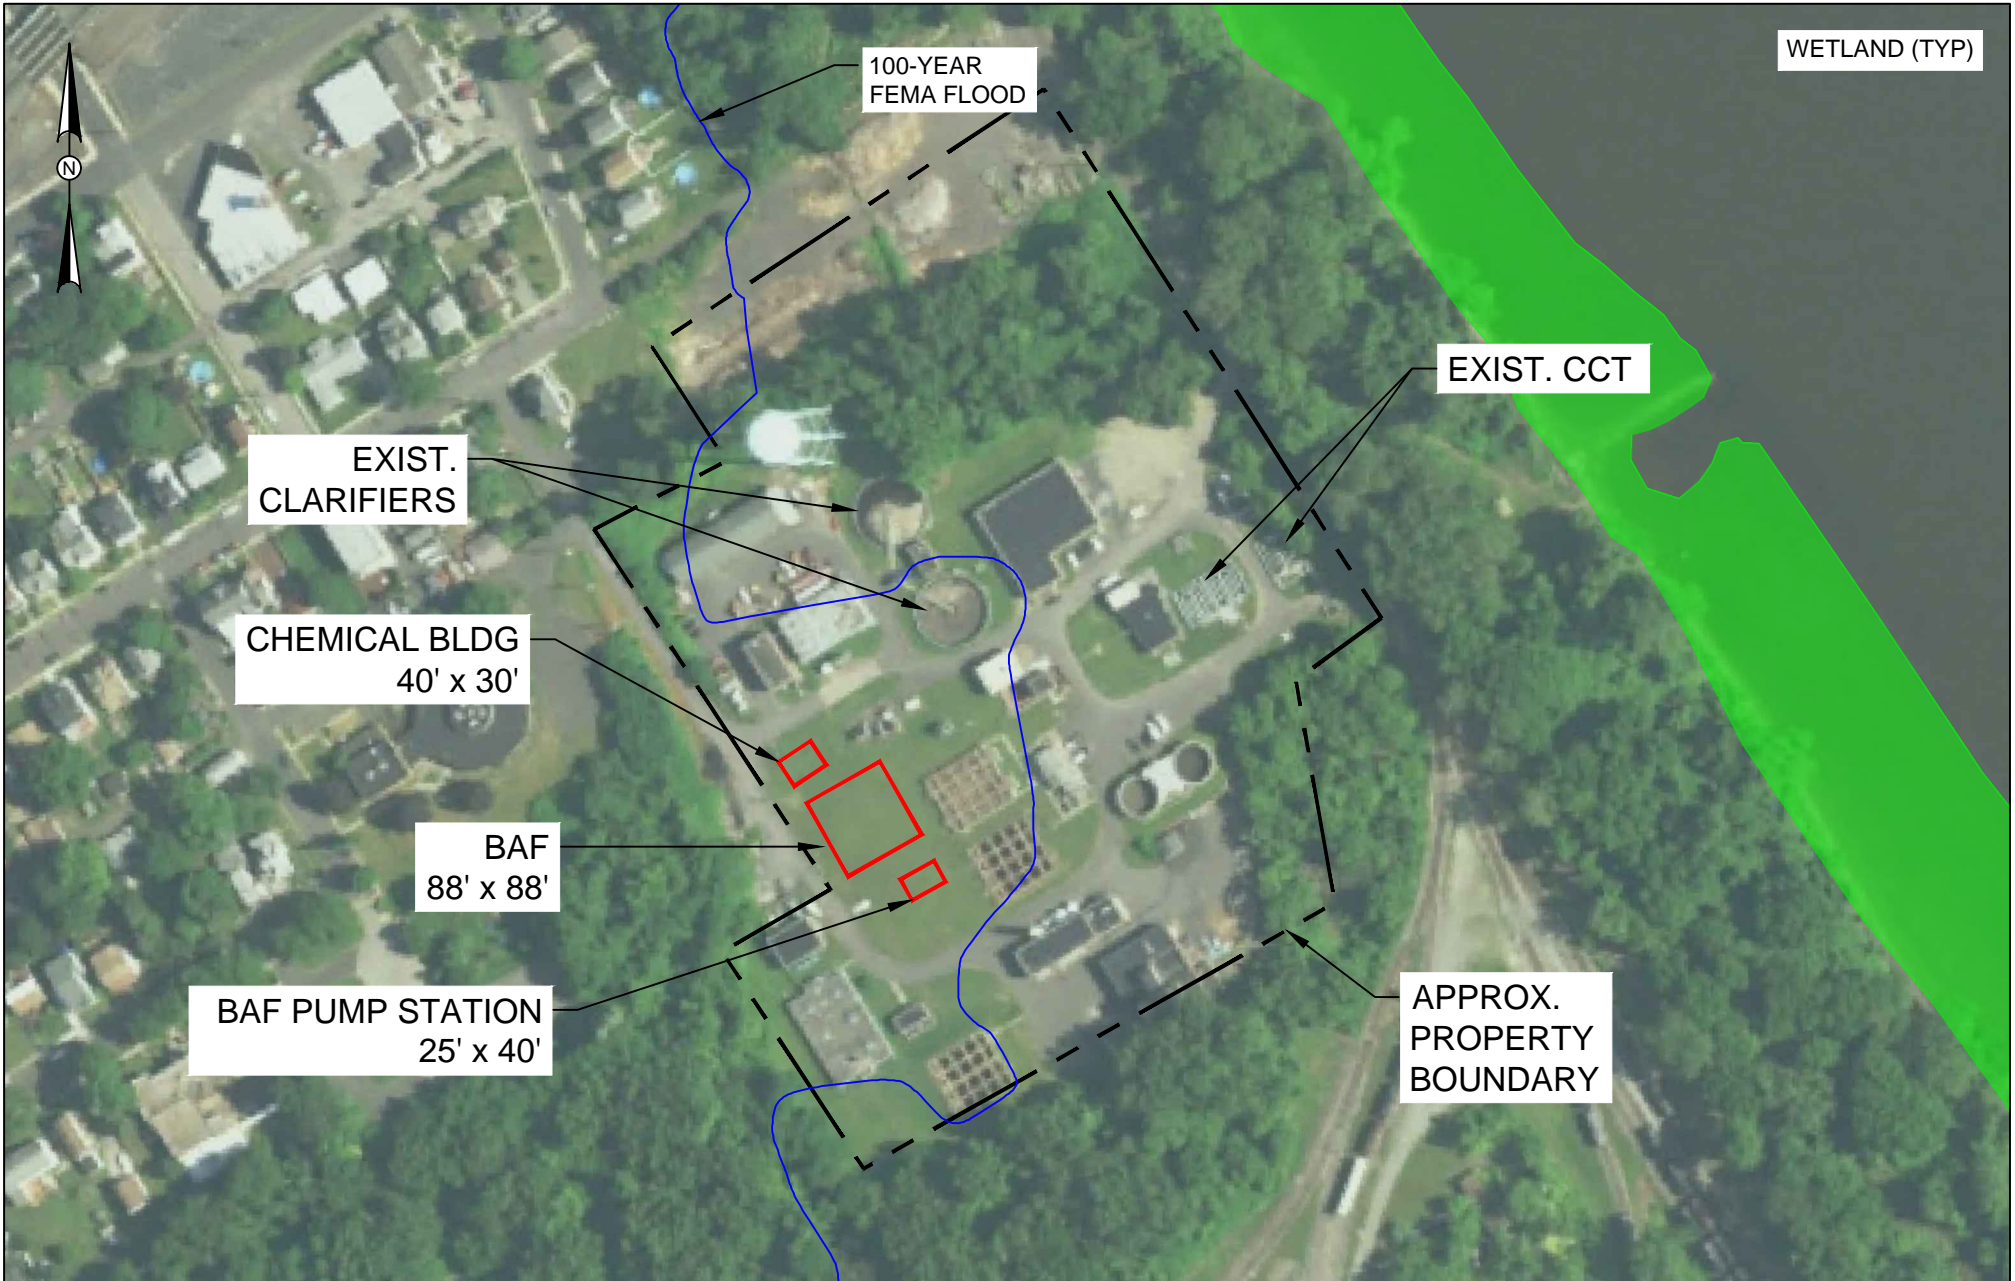 WETLAND (TYP)
100-YEAR
FEMA FLOOD
N
EXIST. CCT
EXIST.
CLARIFIERS
CHEMICAL BLDG
40' x 30'
BAF
88' x 88'
BAF PUMP STATION
25' x 40'
APPROX.
PROPERTY
BOUNDARY